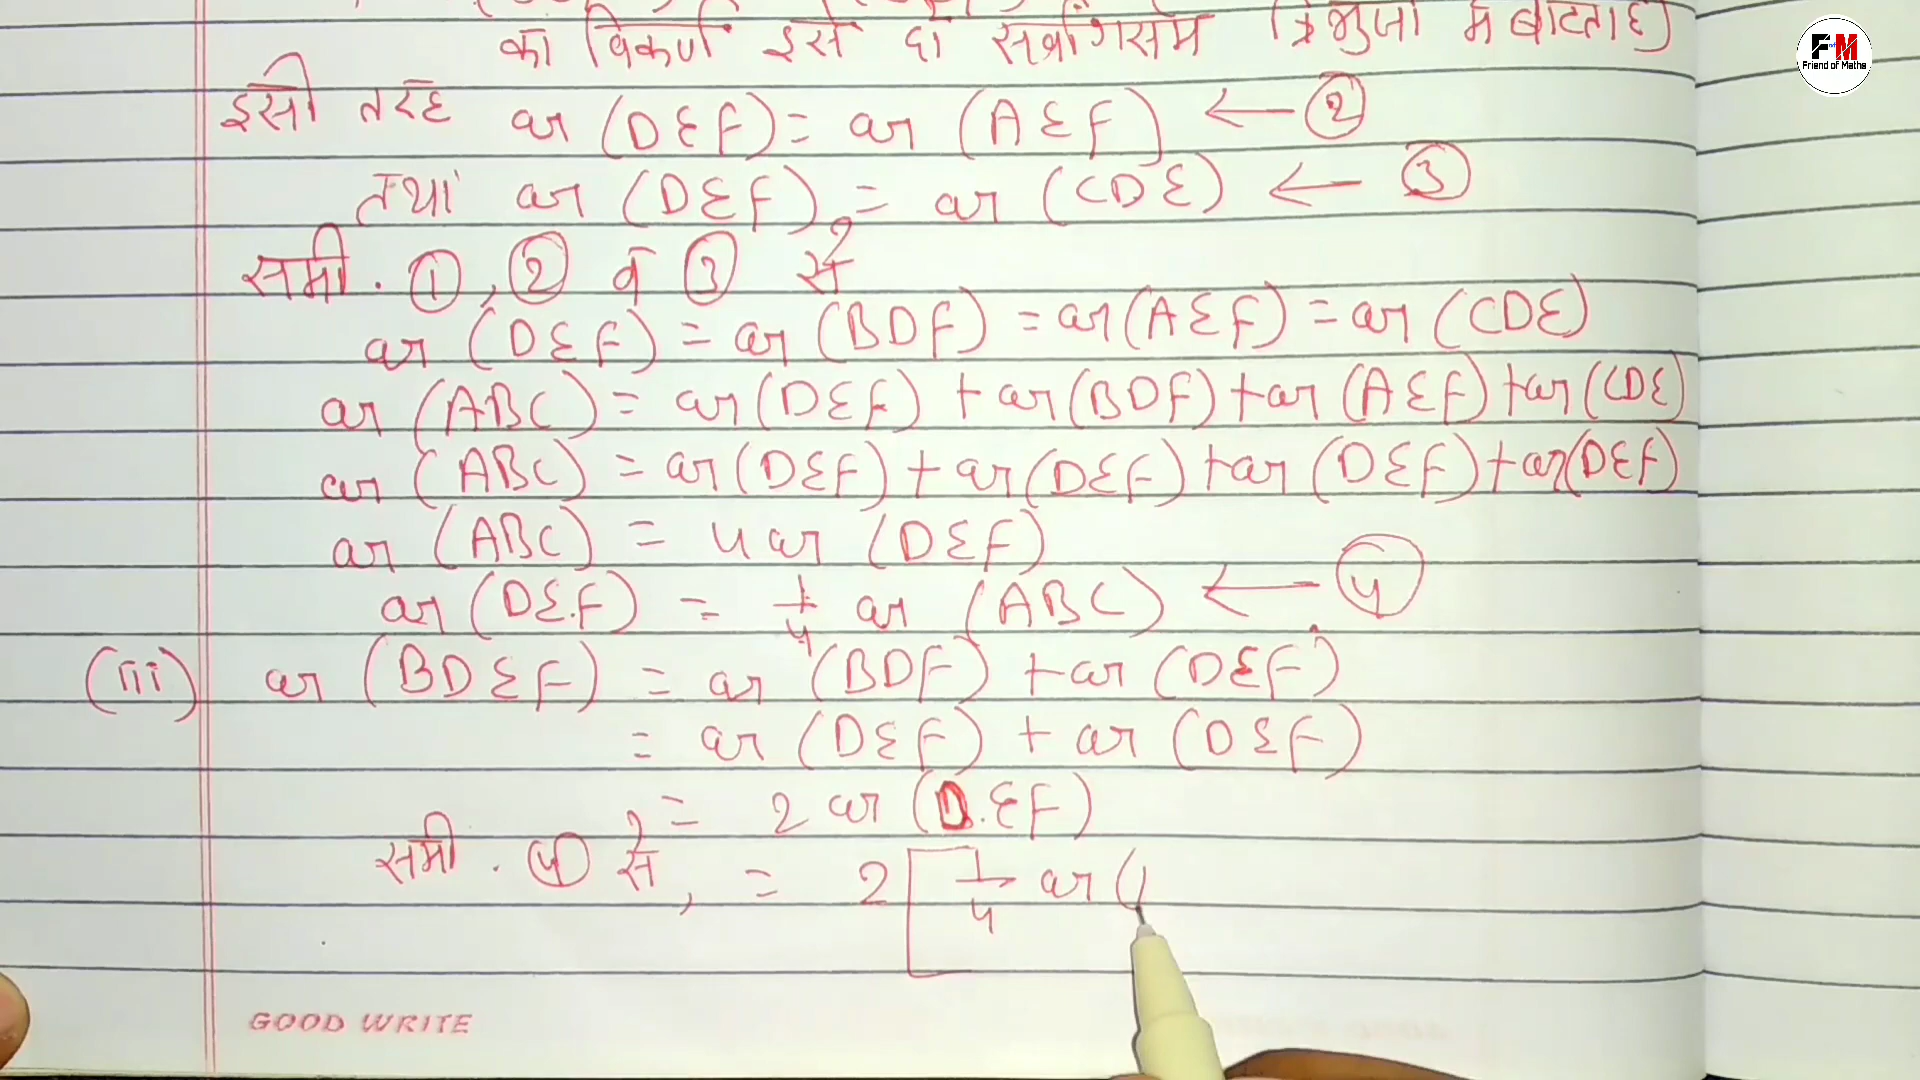 का विकर्ण इसे दो सर्वांगसम त्रिभुजों में बांटता है)
FM
Friend of Maths
इसी तरह ar (DEF) = ar (AEF) ← ②
तथा ar (DEF) = ar (CDE) ← ③
समी. ①, ② व ③ से
ar (DEF) = ar (BDF) = ar (AEF) = ar (CDE)
ar (ABC) = ar (DEF) + ar (BDF) + ar (AEF) + ar (CDE)
ar (ABC) = ar (DEF) + ar (DEF) + ar (DEF) + ar (DEF)
ar (ABC) = 4 ar (DEF)
ar (DEF) = 1/4 ar (ABC) ← ④
(iii) ar (BDEF) = ar (BDF) + ar (DEF)
= ar (DEF) + ar (DEF)
= 2 ar (DEF)
समी. ④ से, = 2 [ 1/4 ar (
GOOD WRITE